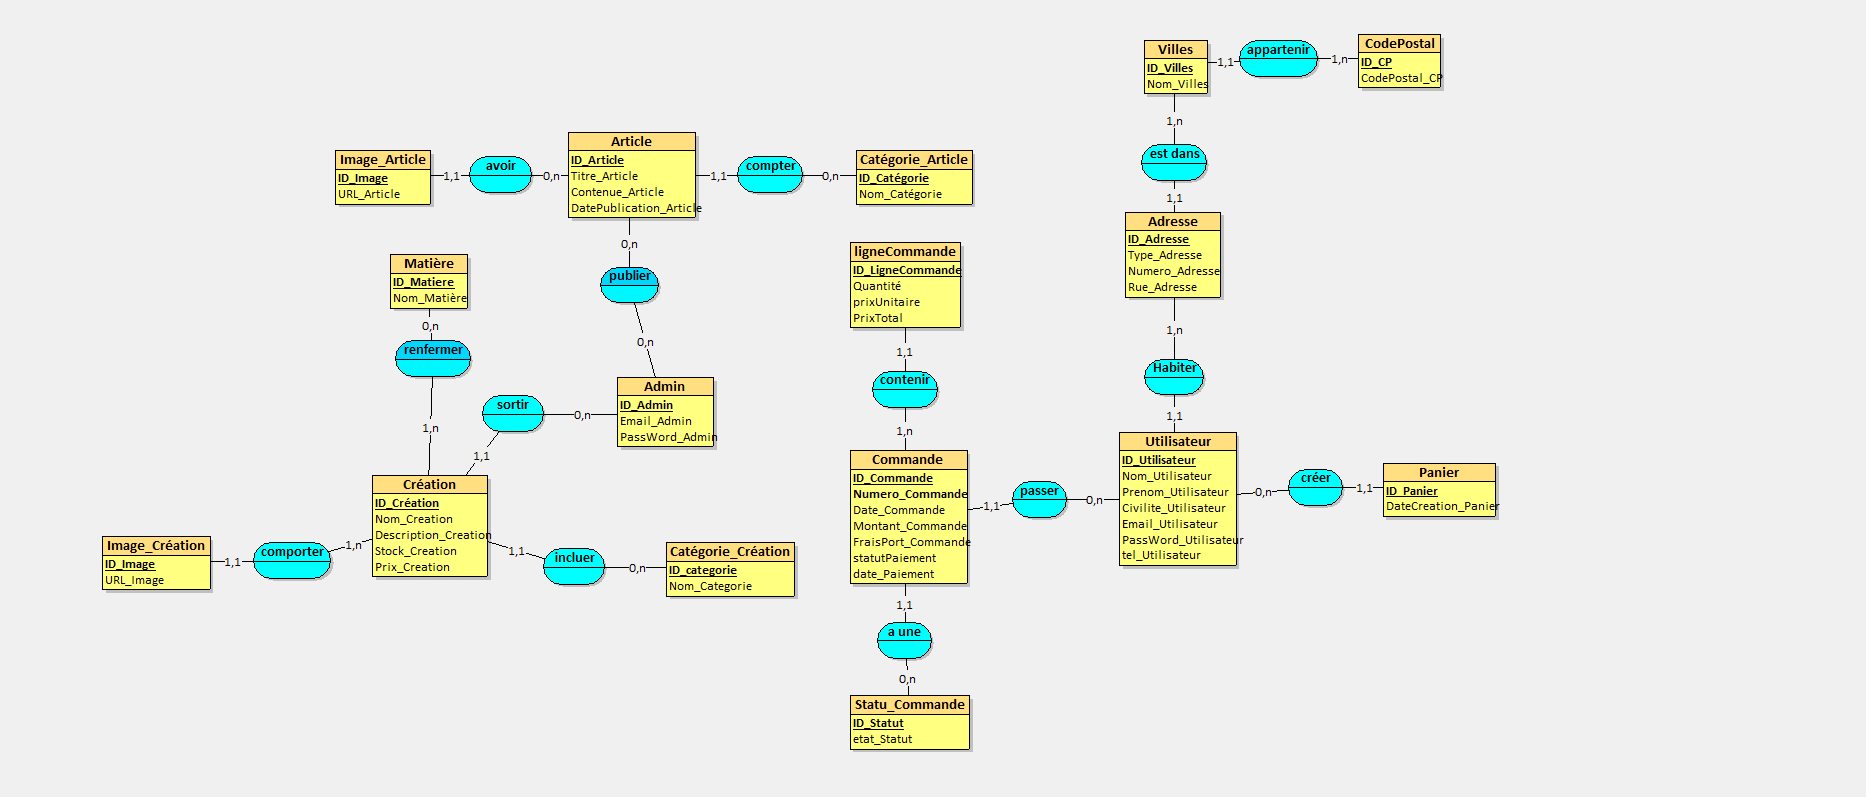 Villes
ID_Villes
Nom_Villes
1,1
appartenir
1,n
CodePostal
ID_CP
CodePostal_CP
1,n
est dans
1,1
Image_Article
ID_Image
URL_Article
1,1
avoir
0,n
Article
ID_Article
Titre_Article
Contenue_Article
DatePublication_Article
1,1
compter
0,n
Catégorie_Article
ID_Catégorie
Nom_Catégorie
Adresse
ID_Adresse
Type_Adresse
Numero_Adresse
Rue_Adresse
0,n
publier
0,n
Matière
ID_Matiere
Nom_Matière
0,n
renfermer
1,n
ligneCommande
ID_LigneCommande
Quantité
prixUnitaire
PrixTotal
1,1
contenir
1,n
1,n
Habiter
1,1
Admin
ID_Admin
Email_Admin
PassWord_Admin
sortir
0,n
1,1
Création
ID_Création
Nom_Creation
Description_Creation
Stock_Creation
Prix_Creation
Commande
ID_Commande
Numero_Commande
Date_Commande
Montant_Commande
FraisPort_Commande
statutPaiement
date_Paiement
1,1
passer
0,n
Utilisateur
ID_Utilisateur
Nom_Utilisateur
Prenom_Utilisateur
Civilite_Utilisateur
Email_Utilisateur
PassWord_Utilisateur
tel_Utilisateur
0,n
créer
1,1
Panier
ID_Panier
DateCreation_Panier
Image_Création
ID_Image
URL_Image
1,1
comporter
1,n
1,1
incluer
0,n
Catégorie_Création
ID_categorie
Nom_Categorie
1,1
a une
0,n
Statu_Commande
ID_Statut
etat_Statut